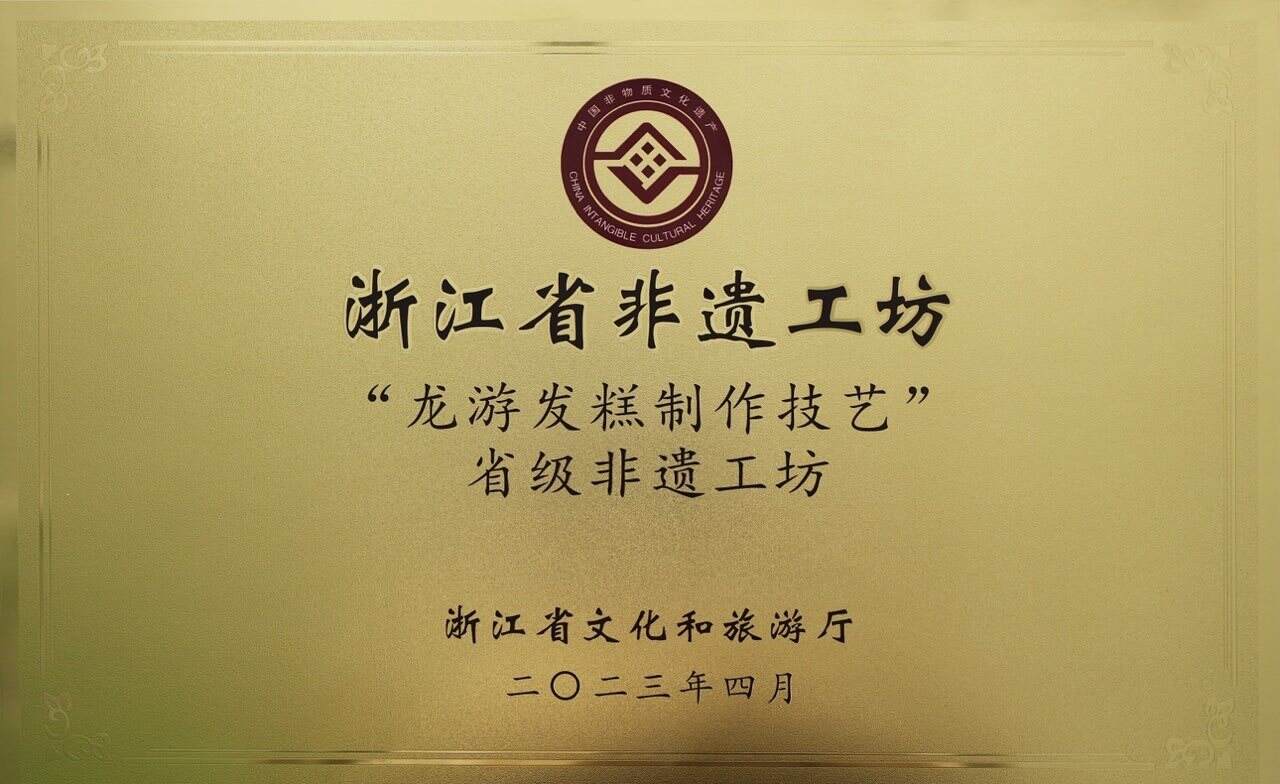 中国非物质文化遗产
CHINA INTANGIBLE CULTURAL HERITAGE
浙江省非遗工坊
“龙游发糕制作技艺”
省级非遗工坊
浙江省文化和旅游厅
二〇二三年四月